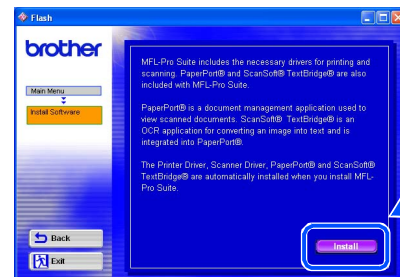 Flash
brother
Main Menu
Install Software
MFL-Pro Suite includes the necessary drivers for printing and
scanning. PaperPort® and ScanSoft® TextBridge® are also
included with MFL-Pro Suite.
PaperPort® is a document management application used to
view scanned documents. ScanSoft® TextBridge® is an
OCR application for converting an image into text and is
integrated into PaperPort®.
The Printer Driver, Scanner Driver, PaperPort® and ScanSoft®
TextBridge® are automatically installed when you install MFL-
Pro Suite.
Back
Exit
Install